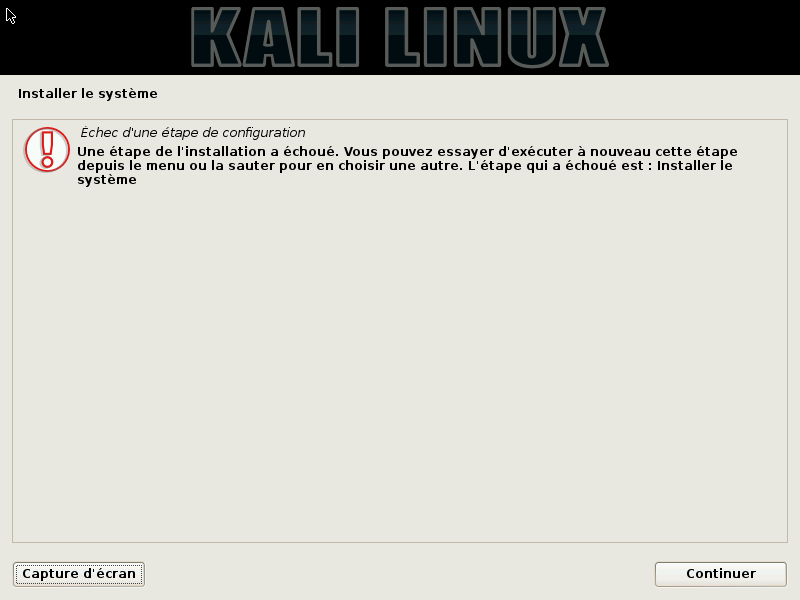 KALI LINUX
Installer le système
Échec d'une étape de configuration
Une étape de l'installation a échoué. Vous pouvez essayer d'exécuter à nouveau cette étape
depuis le menu ou la sauter pour en choisir une autre. L'étape qui a échoué est : Installer le
système
Capture d'écran
Continuer